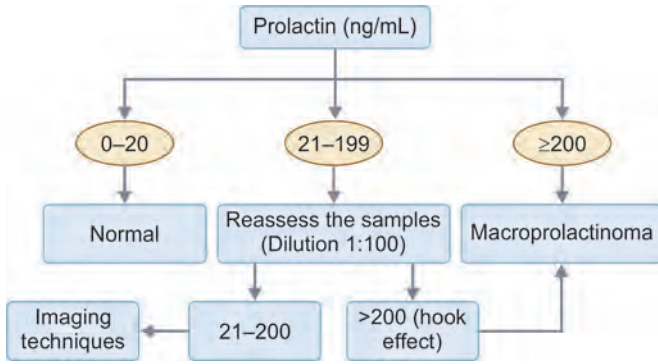 Prolactin (ng/mL)
0–20
21–199
≥200
Normal
Reassess the samples
(Dilution 1:100)
Macroprolactinoma
Imaging
techniques
21–200
>200 (hook
effect)